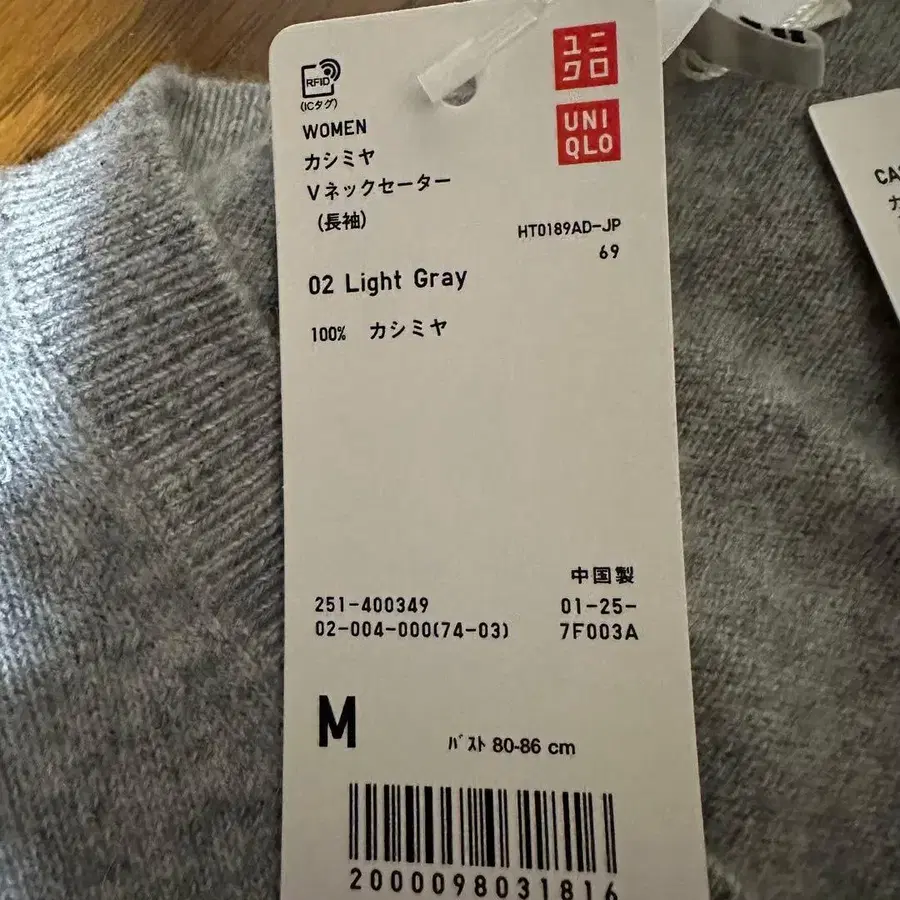 RFID
(ICタグ)
WOMEN
カシミヤ
Vネックセーター
(長袖)
ユニ
クロ
UNI
QLO
HT0189AD-JP
69
02 Light Gray
100% カシミヤ
中国製
251-400349
01-25-
02-004-000(74-03)
7F003A
M
バスト 80-86 cm
2000098031816